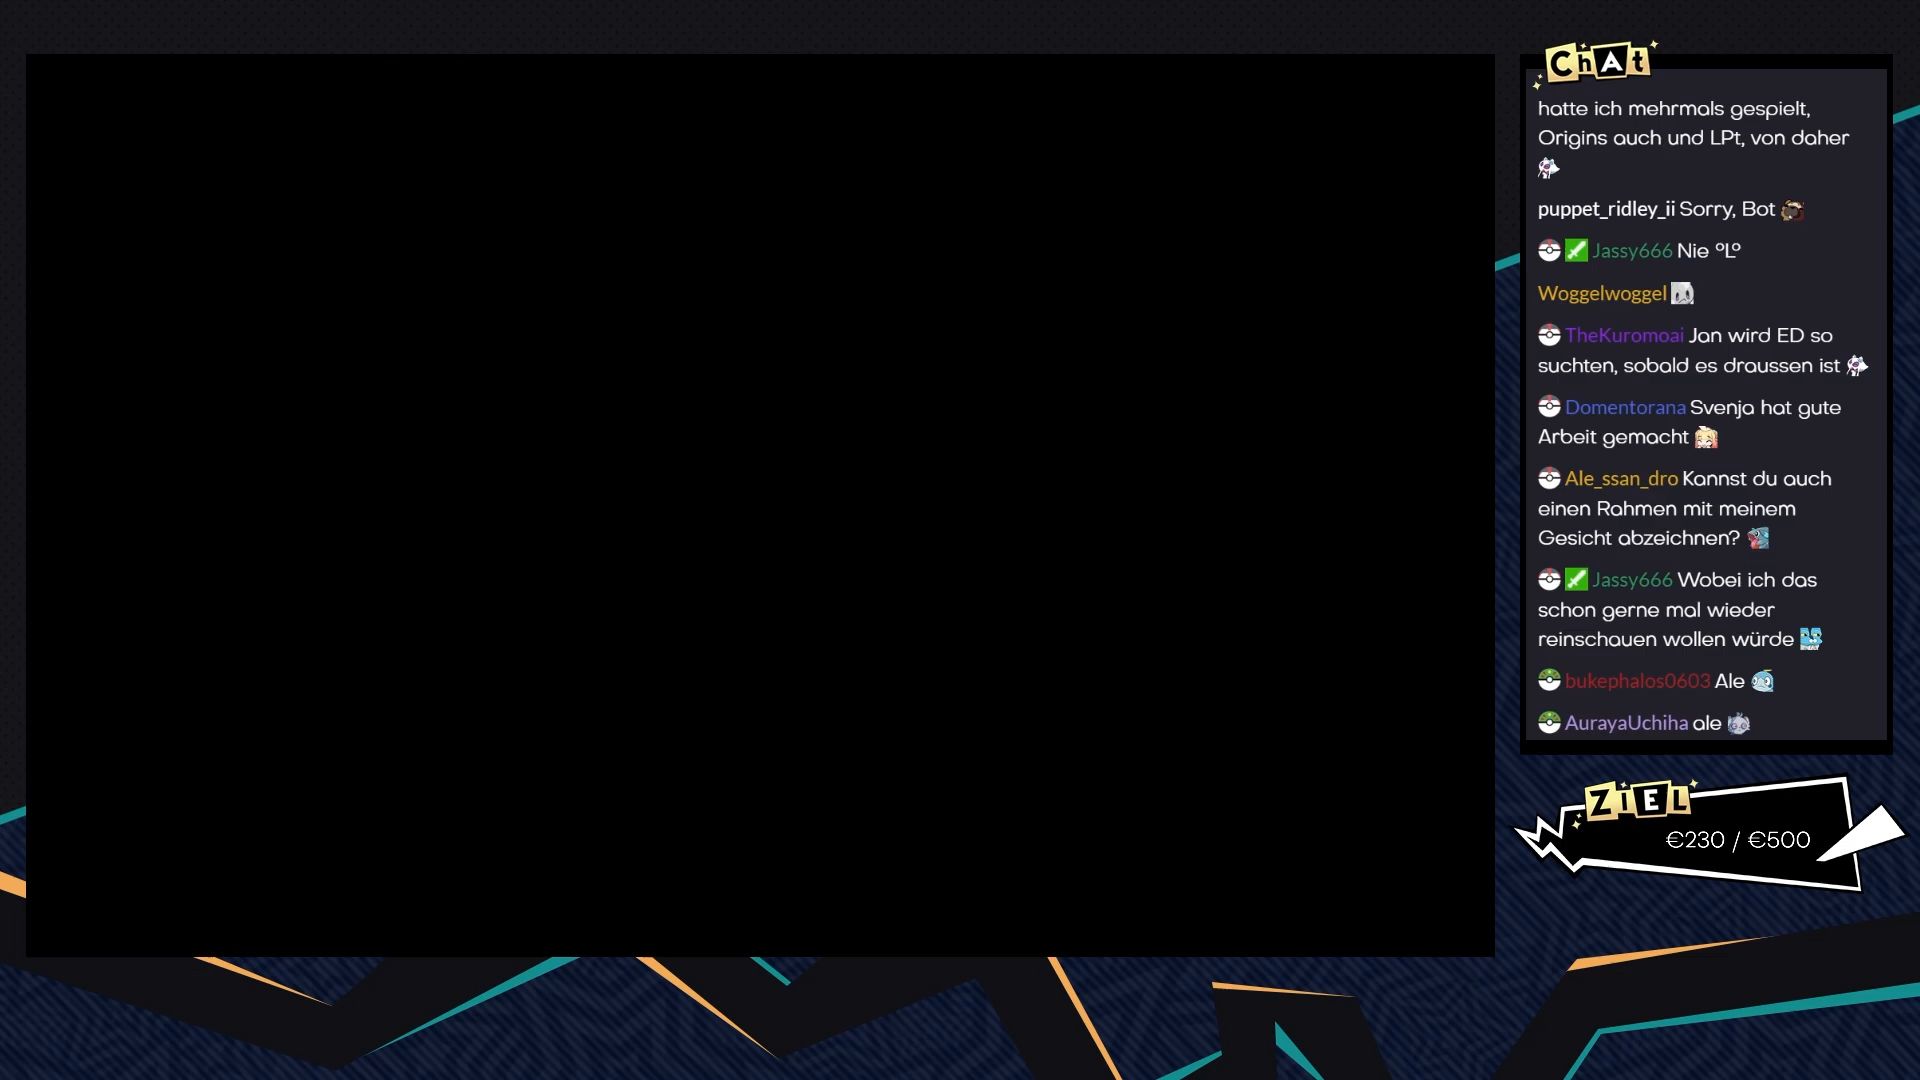 ChAt
hatte ich mehrmals gespielt,
Origins auch und LPt, von daher
puppet_ridley_ii Sorry, Bot
Jassy666 Nie °L°
Woggelwoggel
TheKuromoai Jan wird ED so
suchten, sobald es draussen ist
Domentorana Svenja hat gute
Arbeit gemacht
Ale_ssan_dro Kannst du auch
einen Rahmen mit meinem
Gesicht abzeichnen?
Jassy666 Wobei ich das
schon gerne mal wieder
reinschauen wollen würde
bukephalos0603 Ale
AurayaUchiha ale
ZiEL
€230 / €500